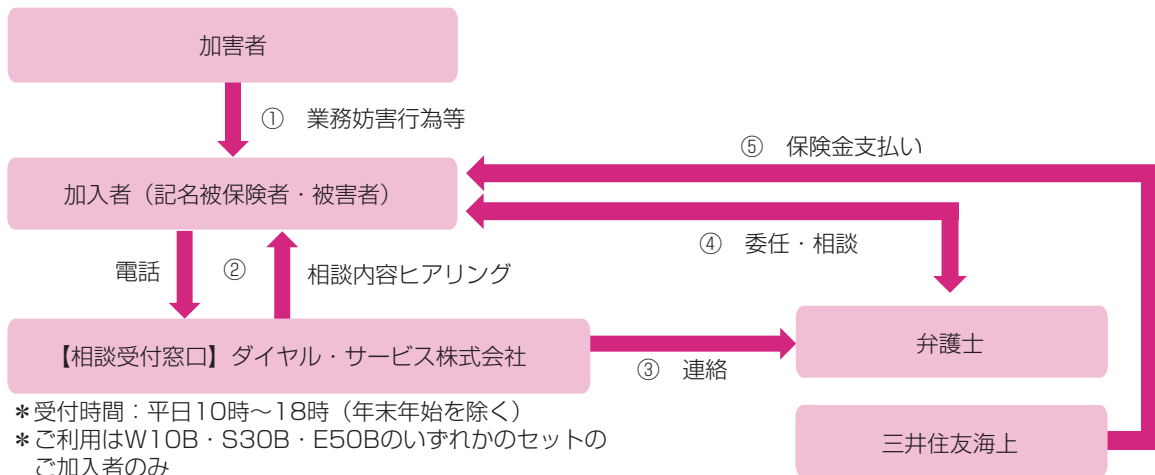 加害者
① 業務妨害行為等
⑤ 保険金支払い
加入者（記名被保険者・被害者）
④ 委任・相談
電話 ② 相談内容ヒアリング
【相談受付窓口】ダイヤル・サービス株式会社
③ 連絡
弁護士
＊受付時間：平日10時～18時（年末年始を除く）
＊ご利用はW10B・S30B・E50Bのいずれかのセットの
ご加入者のみ
三井住友海上